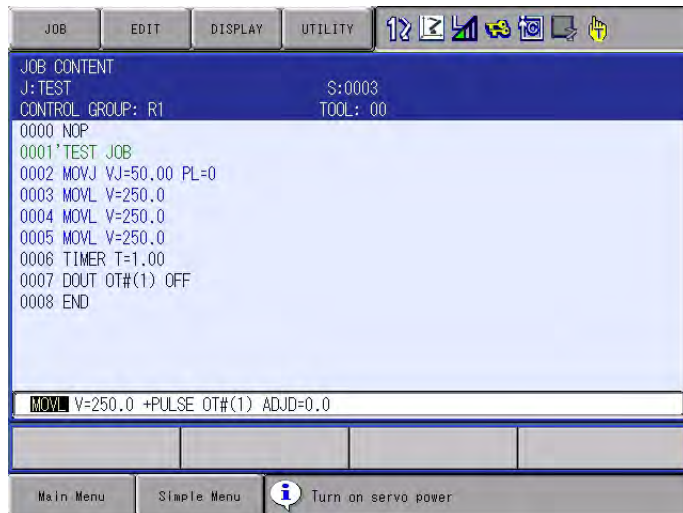 JOB EDIT DISPLAY UTILITY
JOB CONTENT
J:TEST S:0003
CONTROL GROUP: R1 TOOL: 00
0000 NOP
0001'TEST JOB
0002 MOVJ VJ=50.00 PL=0
0003 MOVL V=250.0
0004 MOVL V=250.0
0005 MOVL V=250.0
0006 TIMER T=1.00
0007 DOUT OT#(1) OFF
0008 END
MOVL V=250.0 +PULSE OT#(1) ADJD=0.0
Main Menu Simple Menu Turn on servo power